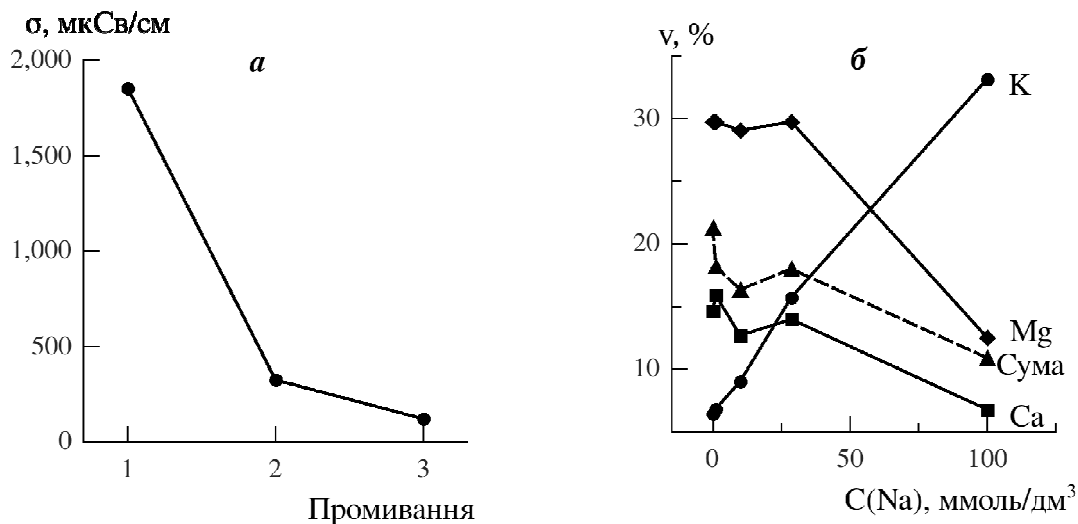 σ, мкСв/см
а
2,000
1,500
1,000
500
0
1 2 3
Промивання
ν, %
б
30
20
10
K
Mg
Сума
Ca
0 50 100
C(Na), ммоль/дм³